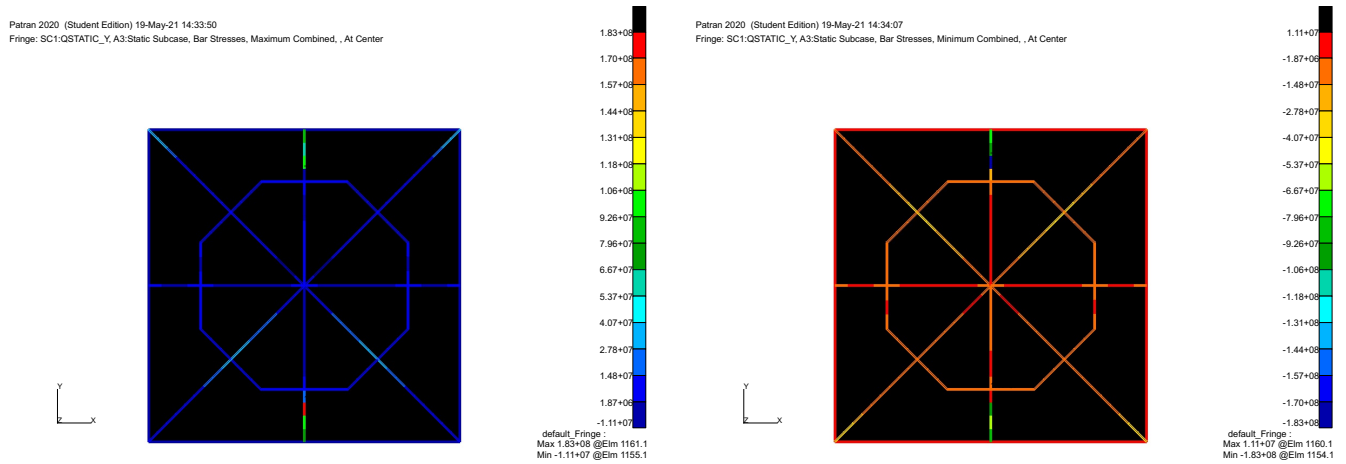 Patran 2020 (Student Edition) 19-May-21 14:33:50
Fringe: SC1:QSTATIC_Y, A3:Static Subcase, Bar Stresses, Maximum Combined, , At Center
1.83+08
1.70+08
1.57+08
1.44+08
1.31+08
1.18+08
1.06+08
9.26+07
7.96+07
6.67+07
5.37+07
4.07+07
2.78+07
1.48+07
1.87+06
-1.11+07
Y
Z
X
default_Fringe :
Max 1.83+08 @Elm 1161.1
Min -1.11+07 @Elm 1155.1
Patran 2020 (Student Edition) 19-May-21 14:34:07
Fringe: SC1:QSTATIC_Y, A3:Static Subcase, Bar Stresses, Minimum Combined, , At Center
1.11+07
-1.87+06
-1.48+07
-2.78+07
-4.07+07
-5.37+07
-6.67+07
-7.96+07
-9.26+07
-1.06+08
-1.18+08
-1.31+08
-1.44+08
-1.57+08
-1.70+08
-1.83+08
Y
Z
X
default_Fringe :
Max 1.11+07 @Elm 1160.1
Min -1.83+08 @Elm 1154.1